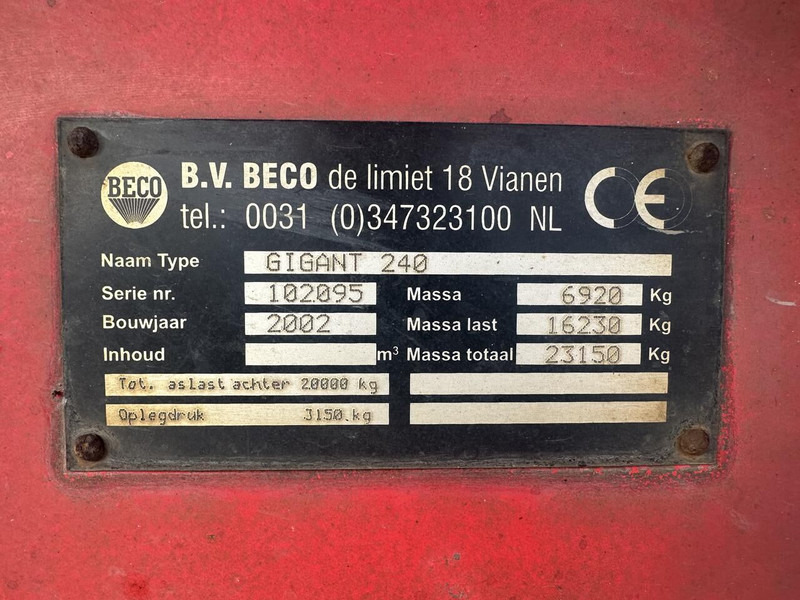 BECO
B.V. BECO de limiet 18 Vianen
tel.: 0031 (0)347323100 NL
CE
Naam Type GIGANT 240
Serie nr. 102095 Massa 6920 Kg
Bouwjaar 2002 Massa last 16230 Kg
Inhoud m³ Massa totaal 23150 Kg
Tot. aslast achter 20000 kg
Oplegdruk 3150.kg